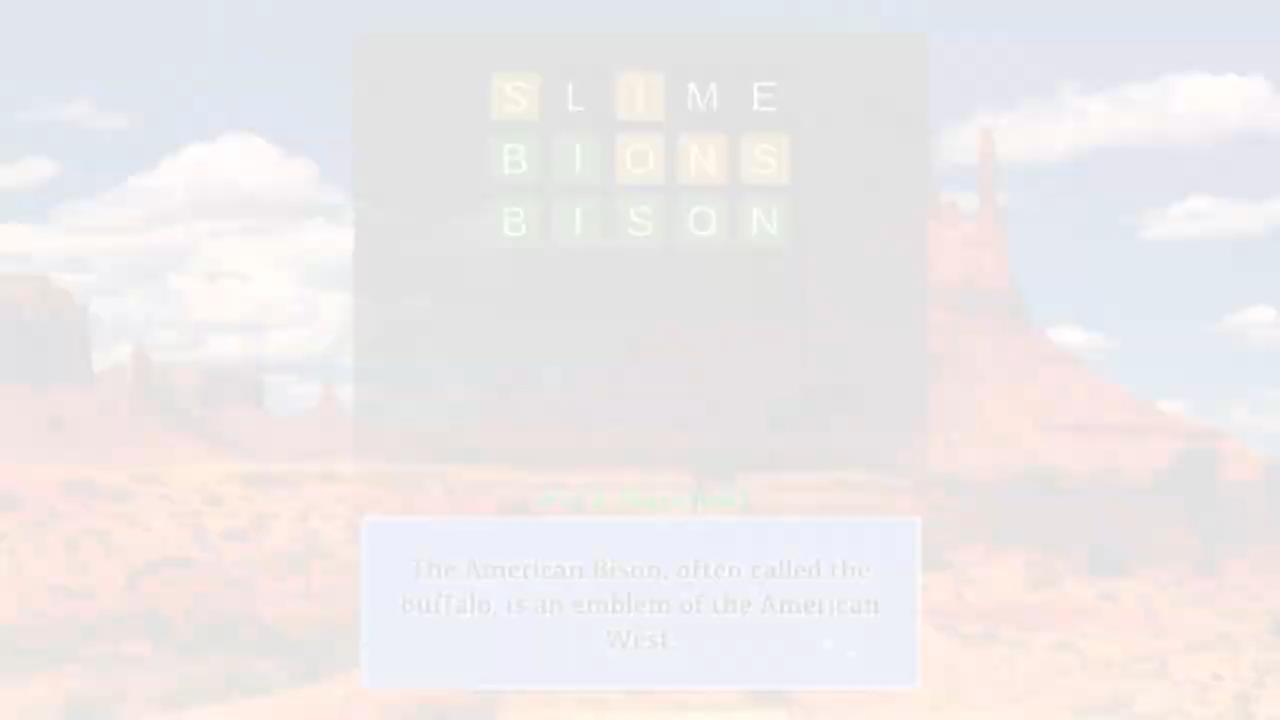 SLIME
BIONS
BISON
The American Bison, often called the
buffalo, is an emblem of the American
West.